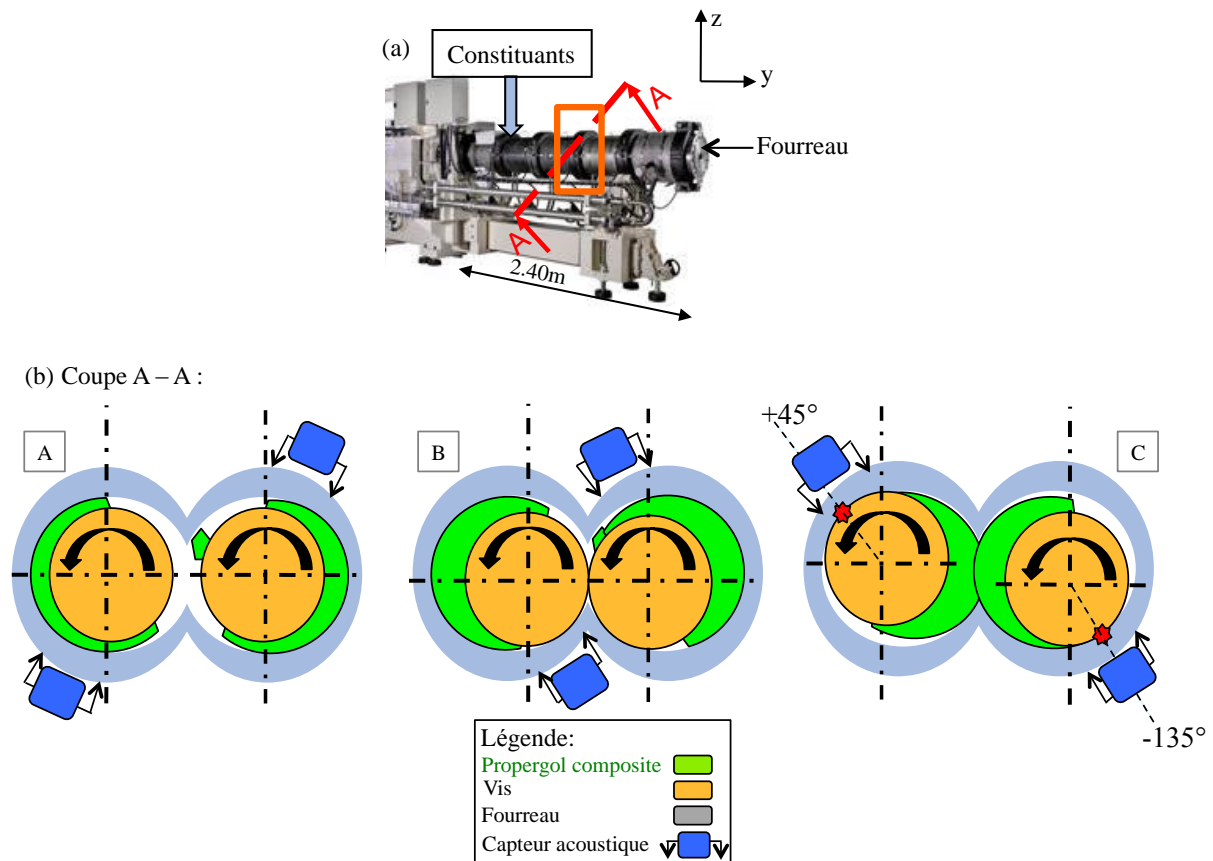 (a)
Constituants
z
y
A
Fourreau
A
2.40m
(b) Coupe A – A :
A
B
+45°
C
-135°
Légende:
Propergol composite
Vis
Fourreau
Capteur acoustique